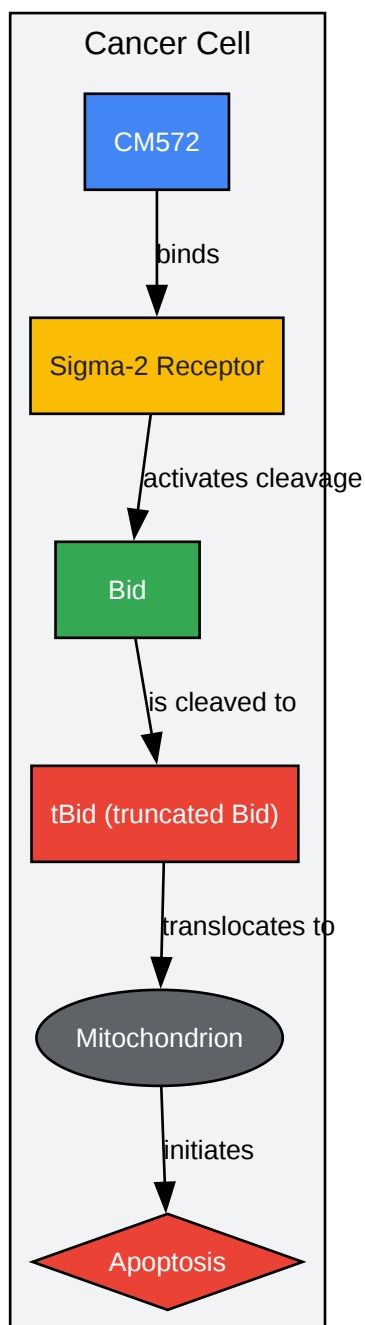 Cancer Cell
CM572
binds
Sigma-2 Receptor
activates cleavage
Bid
is cleaved to
tBid (truncated Bid)
translocates to
Mitochondrion
initiates
Apoptosis